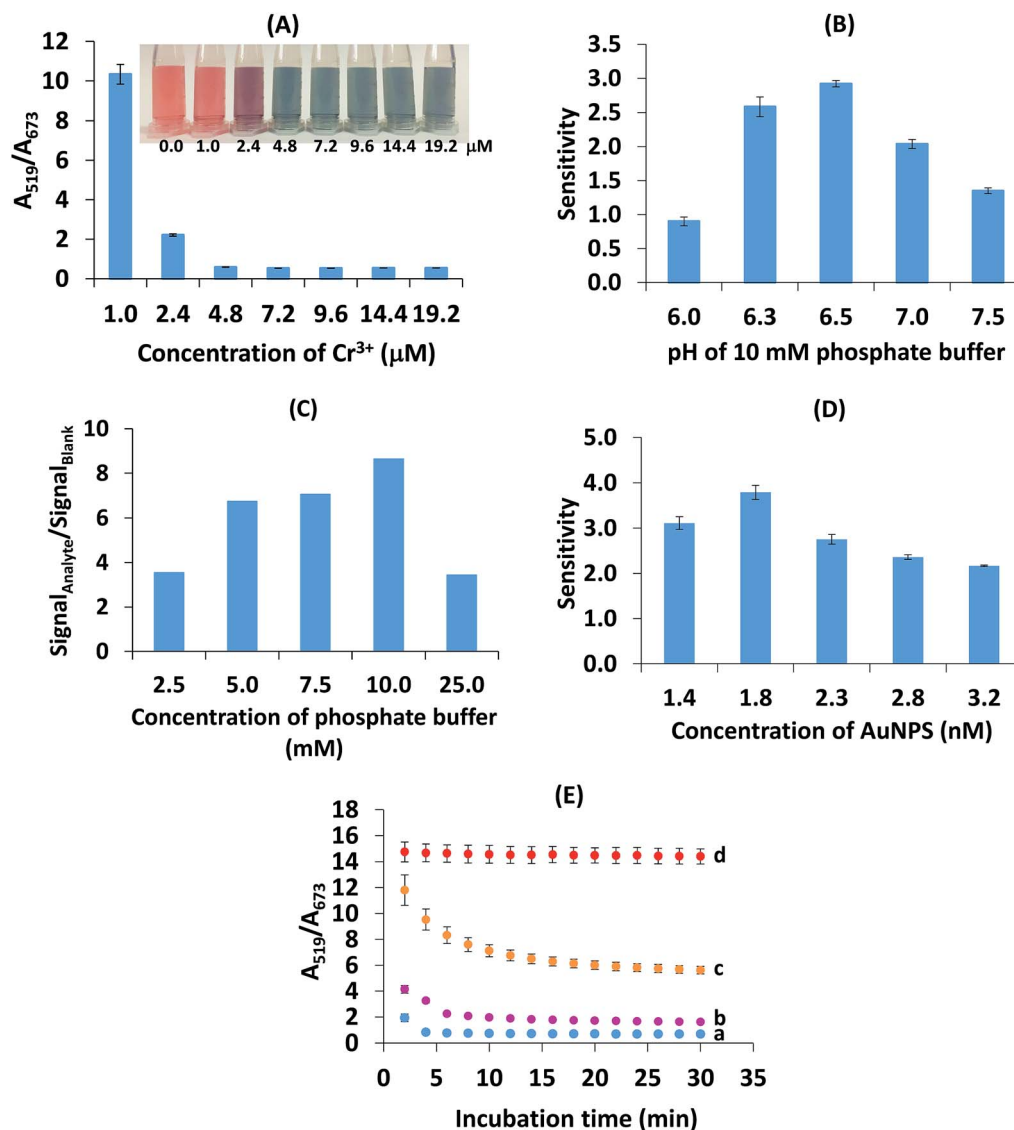 (A)
A519/A673
12
10
8
6
4
2
0
0.0 1.0 2.4 4.8 7.2 9.6 14.4 19.2 μM
1.0 2.4 4.8 7.2 9.6 14.4 19.2
Concentration of Cr³⁺ (μM)
(B)
Sensitivity
3.5
3.0
2.5
2.0
1.5
1.0
0.5
0.0
6.0 6.3 6.5 7.0 7.5
pH of 10 mM phosphate buffer
(C)
SignalAnalyte/SignalBlank
10
8
6
4
2
0
2.5 5.0 7.5 10.0 25.0
Concentration of phosphate buffer
(mM)
(D)
Sensitivity
5.0
4.0
3.0
2.0
1.0
0.0
1.4 1.8 2.3 2.8 3.2
Concentration of AuNPS (nM)
(E)
A519/A673
18
16
14
12
10
8
6
4
2
0
d
c
b
a
0 5 10 15 20 25 30 35
Incubation time (min)